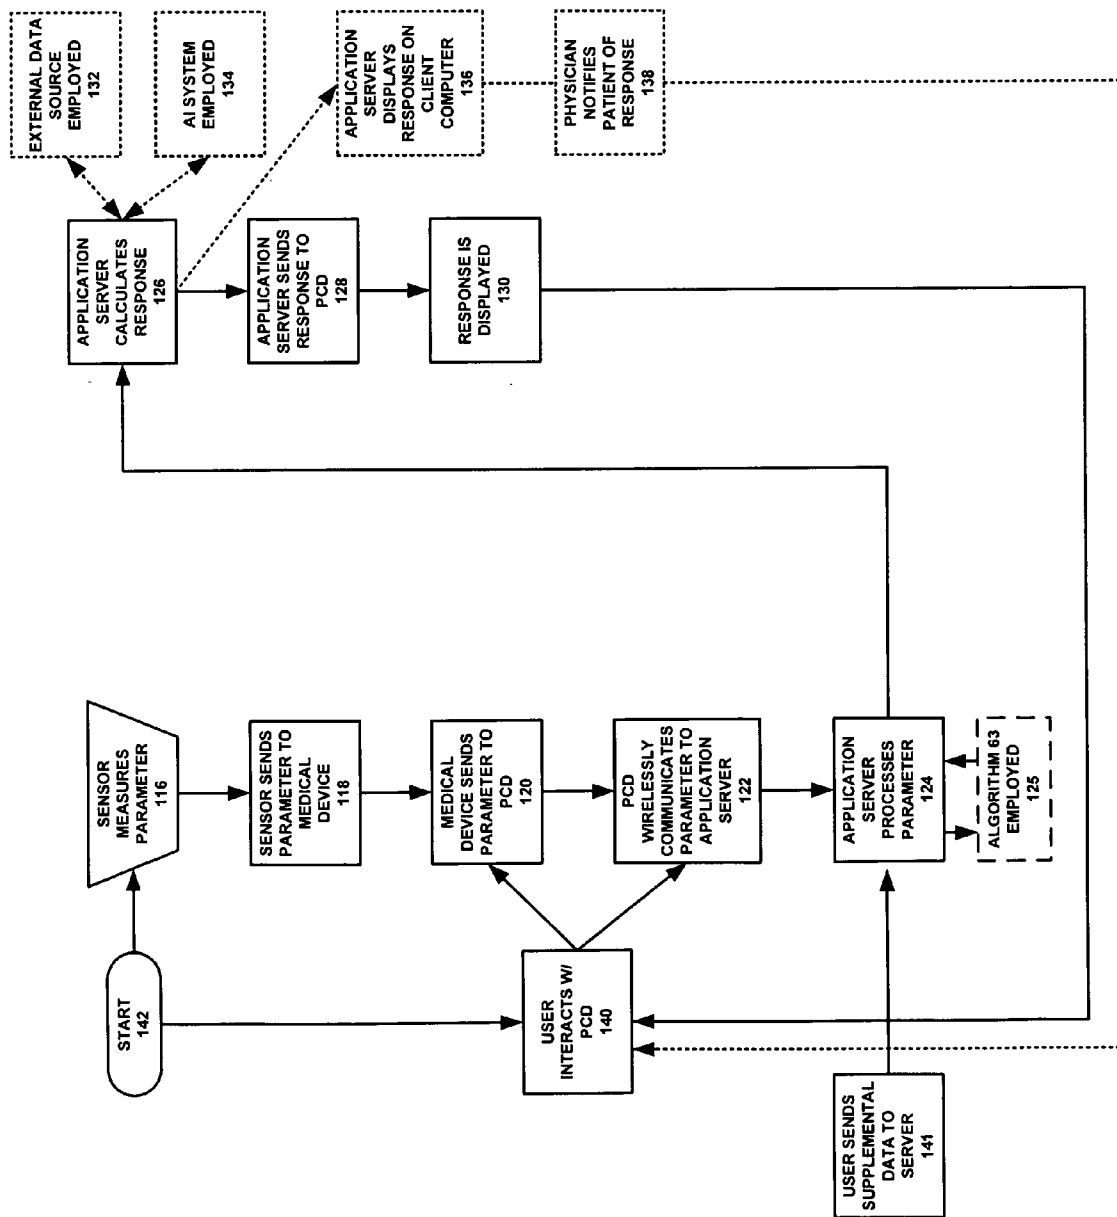 START
142
SENSOR
MEASURES
PARAMETER
116
SENSOR SENDS
PARAMETER TO
MEDICAL
DEVICE
118
MEDICAL
DEVICE SENDS
PARAMETER TO
PCD
120
PCD
WIRELESSLY
COMMUNICATES
PARAMETER TO
APPLICATION
SERVER
122
APPLICATION
SERVER
PROCESSES
PARAMETER
124
ALGORITHM 63
EMPLOYED
125
USER
INTERACTS W/
PCD
140
USER SENDS
SUPPLEMENTAL
DATA TO
SERVER
141
APPLICATION
SERVER
CALCULATES
RESPONSE
126
APPLICATION
SERVER SENDS
RESPONSE TO
PCD
128
RESPONSE IS
DISPLAYED
130
EXTERNAL DATA
SOURCE
EMPLOYED
132
AI SYSTEM
EMPLOYED
134
APPLICATION
SERVER
DISPLAYS
RESPONSE ON
CLIENT
COMPUTER
136
PHYSICIAN
NOTIFIES
PATIENT OF
RESPONSE
138